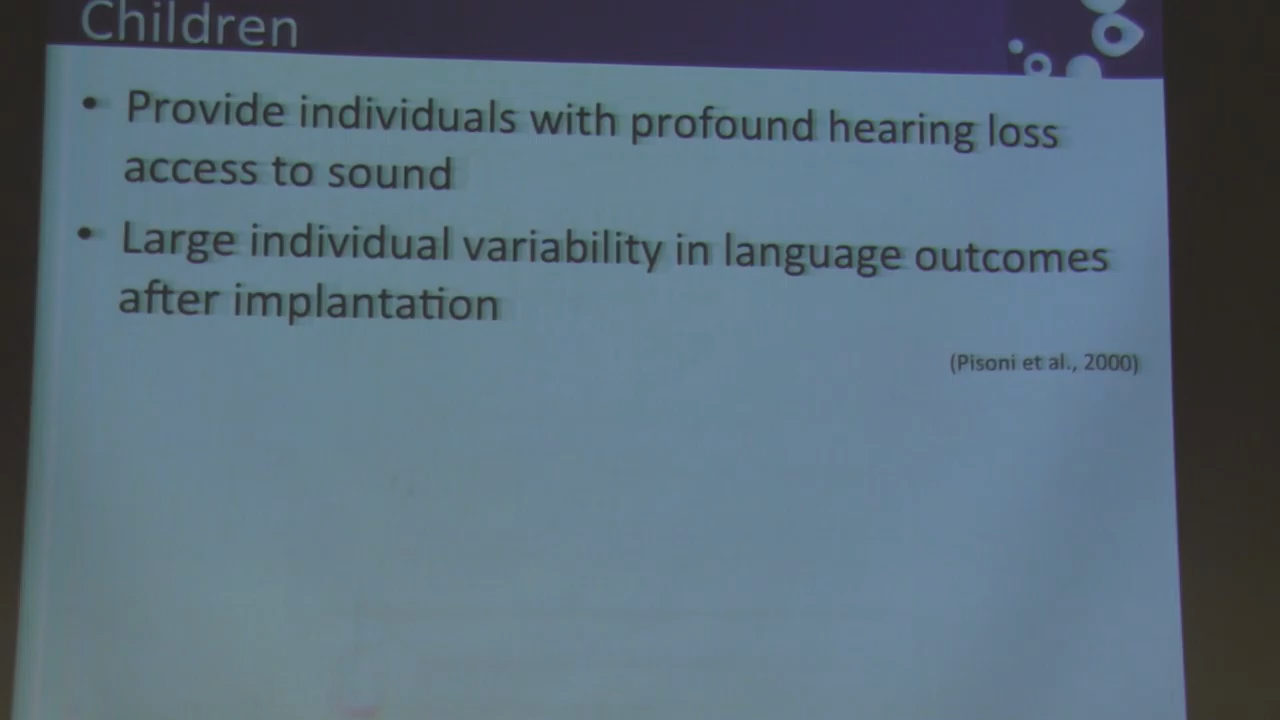 Children
• Provide individuals with profound hearing loss
access to sound
• Large individual variability in language outcomes
after implantation
(Pisoni et al., 2000)